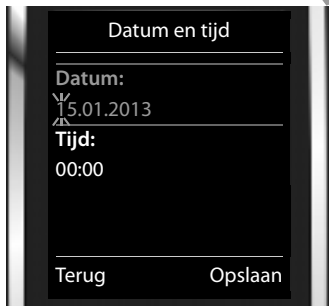 Datum en tijd
Datum:
15.01.2013
Tijd:
00:00
Terug Opslaan